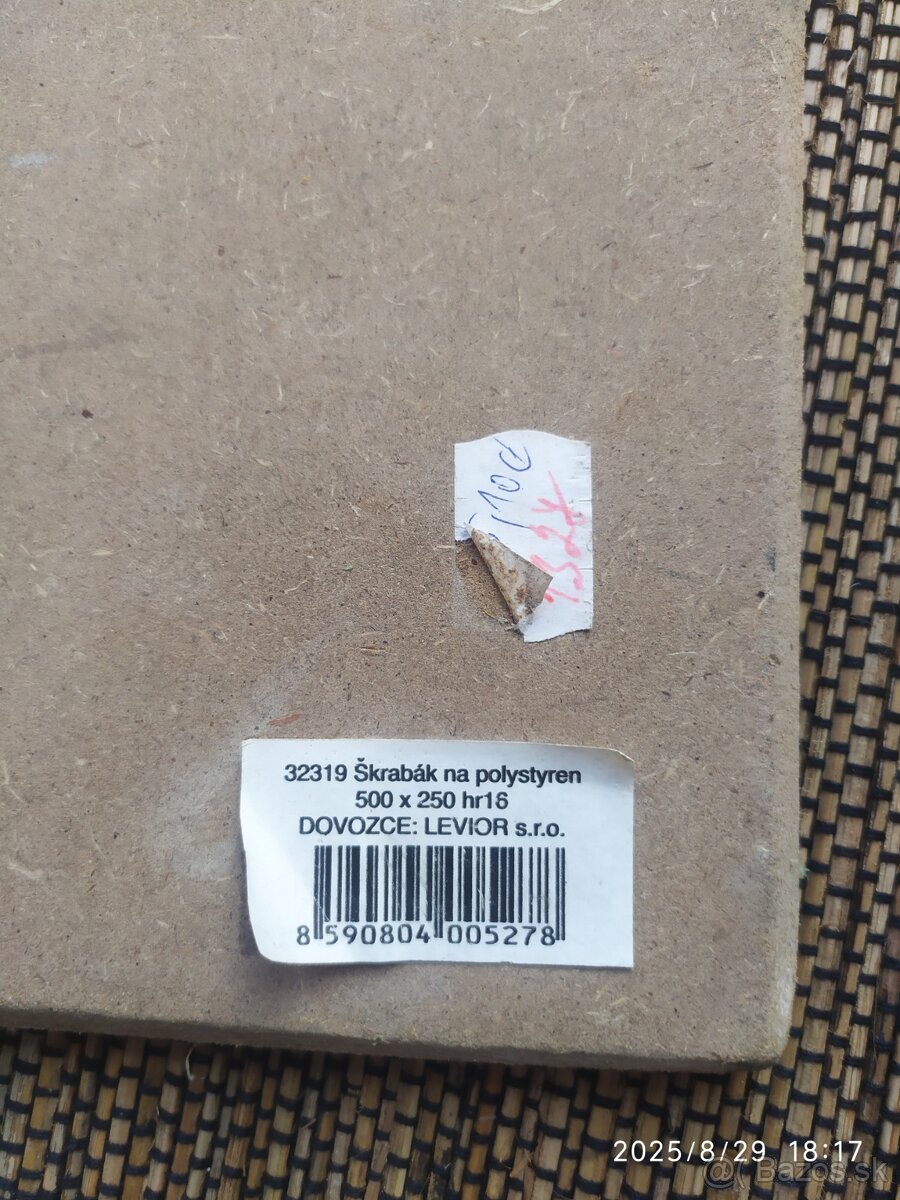 32319 Škrabák na polystyren
500 x 250 hr16
DOVOZCE: LEVIOR s.r.o.
8 590804 005278
2025/8/29 18:17
@ Bazos.sk